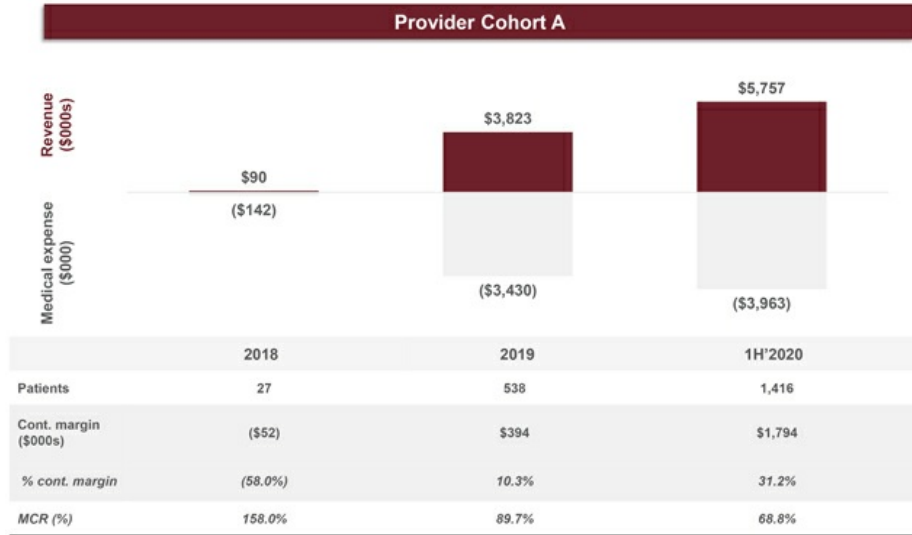 Provider Cohort A
Revenue
($000s)
$90
$3,823
$5,757
Medical expense
($000)
($142)
($3,430)
($3,963)
2018 2019 1H'2020
Patients 27 538 1,416
Cont. margin
($000s) ($52) $394 $1,794
% cont. margin (58.0%) 10.3% 31.2%
MCR (%) 158.0% 89.7% 68.8%